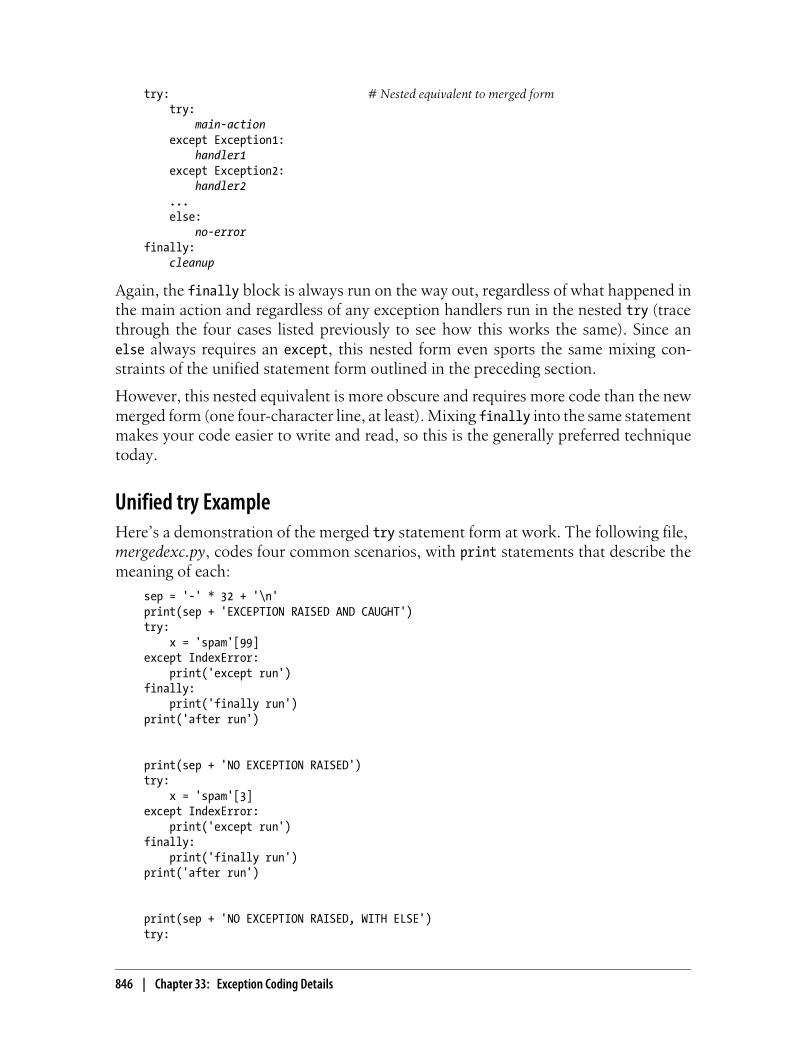 try:                              # Nested equivalent to merged form
    try:
        main-action
    except Exception1:
        handler1
    except Exception2:
        handler2
    ...
    else:
        no-error
finally:
    cleanup
Again, the finally block is always run on the way out, regardless of what happened in
the main action and regardless of any exception handlers run in the nested try (trace
through the four cases listed previously to see how this works the same). Since an
else always requires an except, this nested form even sports the same mixing con-
straints of the unified statement form outlined in the preceding section.
However, this nested equivalent is more obscure and requires more code than the new
merged form (one four-character line, at least). Mixing finally into the same statement
makes your code easier to write and read, so this is the generally preferred technique
today.
Unified try Example
Here’s a demonstration of the merged try statement form at work. The following file,
mergedexc.py, codes four common scenarios, with print statements that describe the
meaning of each:
sep = '-' * 32 + '\n'
print(sep + 'EXCEPTION RAISED AND CAUGHT')
try:
    x = 'spam'[99]
except IndexError:
    print('except run')
finally:
    print('finally run')
print('after run')
print(sep + 'NO EXCEPTION RAISED')
try:
    x = 'spam'[3]
except IndexError:
    print('except run')
finally:
    print('finally run')
print('after run')
print(sep + 'NO EXCEPTION RAISED, WITH ELSE')
try:
846 | Chapter 33: Exception Coding Details